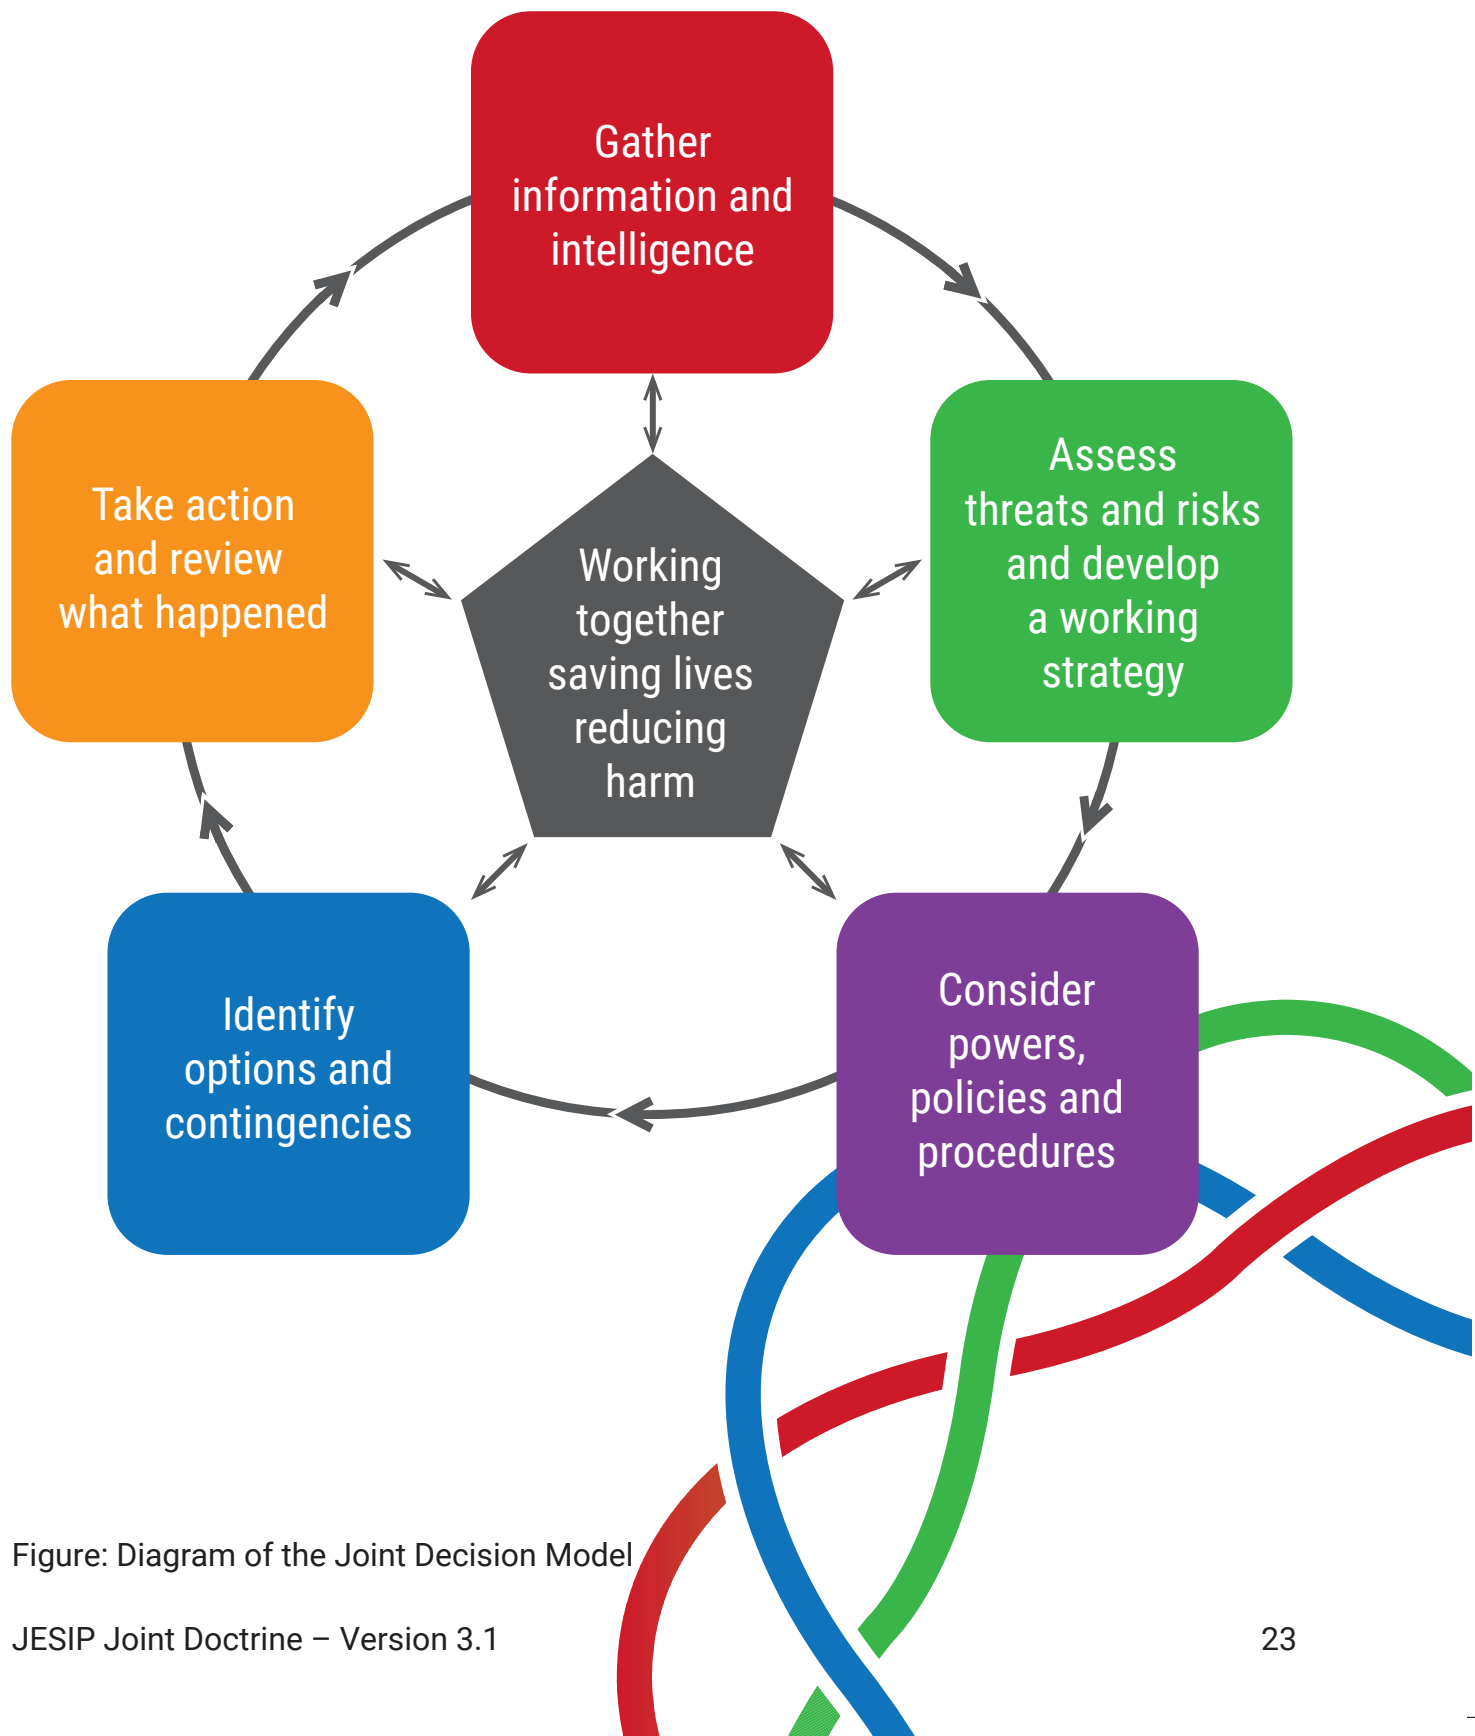 Gather
information and
intelligence
Assess
threats and risks
and develop
a working
strategy
Consider
powers,
policies and
procedures
Identify
options and
contingencies
Take action
and review
what happened
Working
together
saving lives
reducing
harm
Figure: Diagram of the Joint Decision Model
JESIP Joint Doctrine – Version 3.1
23